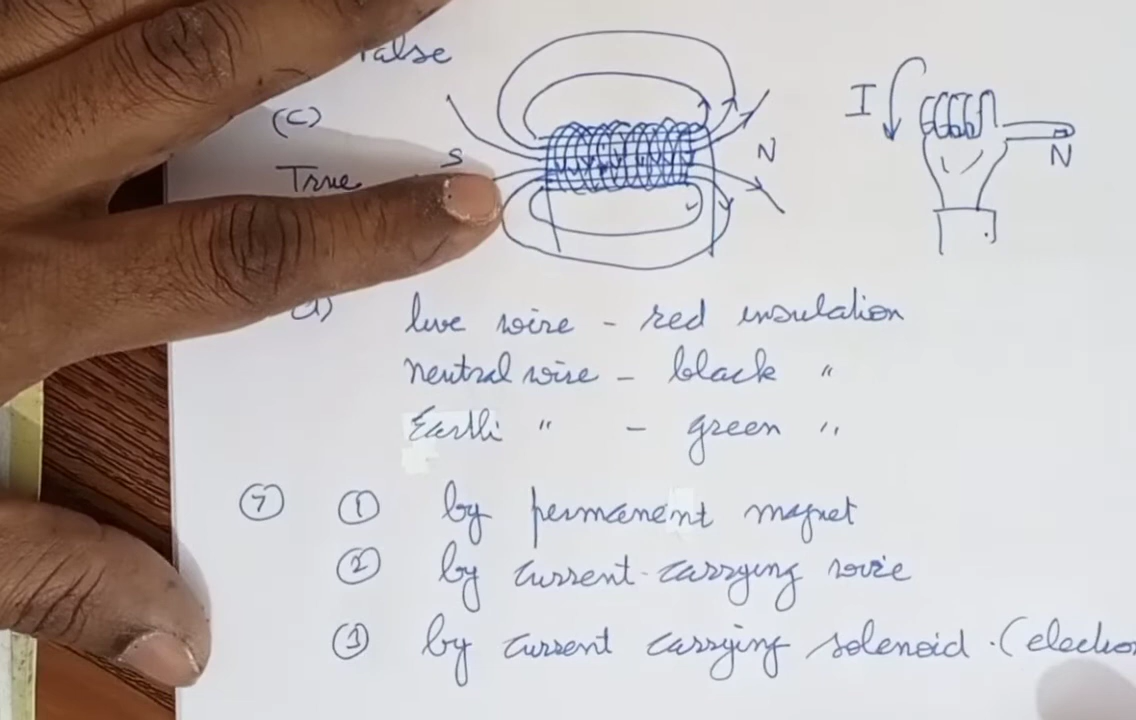 False
(c)
I
S
N
N
True
(d)
live wire - red insulation
neutral wire - black "
Earth " - green "
7 1 by permanent magnet
2 by current-carrying wire
3 by current carrying solenoid. (electro